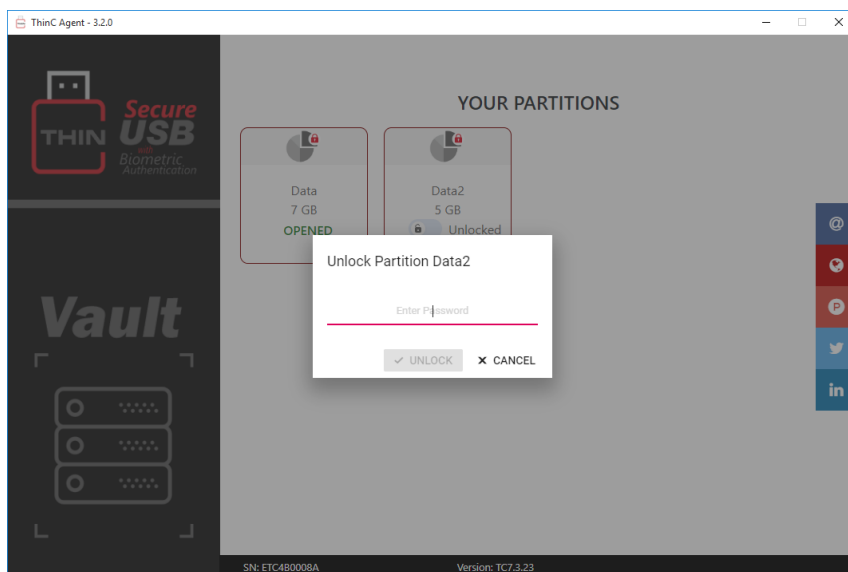 ThinC Agent - 3.2.0
THIN
Secure
USB
with
Biometric
Authentication
Vault
YOUR PARTITIONS
Data
7 GB
OPENED
Data2
5 GB
Unlocked
Unlock Partition Data2
Enter Password
UNLOCK
CANCEL
@
P
in
SN: ETC4B0008A
Version: TC7.3.23